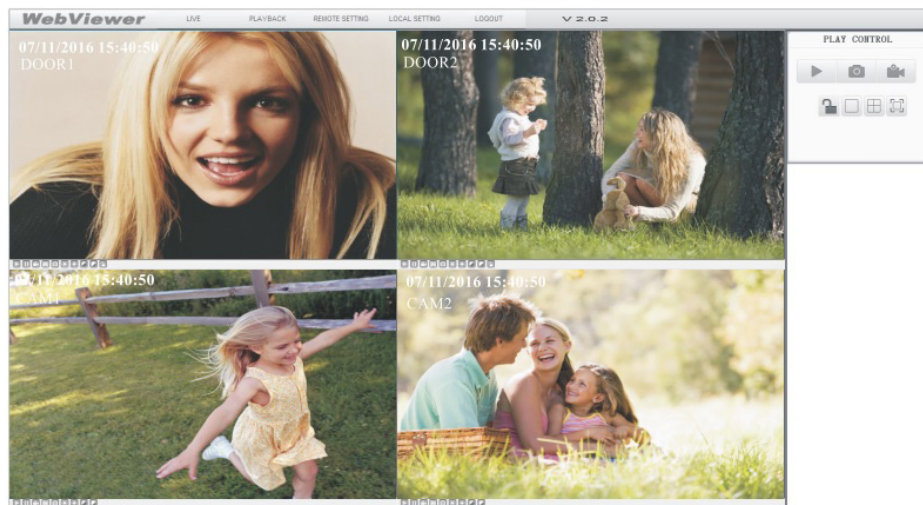 WebViewer LIVE PLAYBACK REMOTE SETTING LOCAL SETTING LOGOUT V 2.0.2
PLAY CONTROL
07/11/2016 15:40:50
DOOR1
07/11/2016 15:40:50
DOOR2
07/11/2016 15:40:50
CAM1
07/11/2016 15:40:50
CAM2